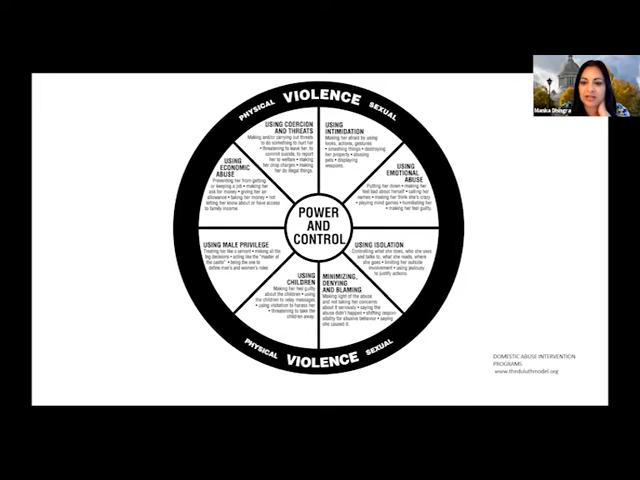 PHYSICAL VIOLENCE SEXUAL
USING COERCION
AND THREATS
Making and/or carrying out threats
to do something to hurt her
• threatening to leave her, to
commit suicide, to report
her to welfare • making
her drop charges • making
her do illegal things.
USING
INTIMIDATION
Making her afraid by using
looks, actions, gestures
• smashing things • destroying
her property • abusing
pets • displaying
weapons.
USING
EMOTIONAL
ABUSE
Putting her down • making her
feel bad about herself • calling her
names • making her think she's crazy
• playing mind games • humiliating her
• making her feel guilty.
USING ISOLATION
Controlling what she does, who she sees
and talks to, what she reads, where
she goes • limiting her outside
involvement • using jealousy
to justify actions.
MINIMIZING,
DENYING
AND BLAMING
Making light of the abuse
and not taking her concerns
about it seriously • saying the
abuse didn't happen • shifting respon-
sibility for abusive behavior • saying
she caused it.
USING
CHILDREN
Making her feel guilty
about the children • using
the children to relay messages
• using visitation to harass her
• threatening to take the
children away.
USING MALE PRIVILEGE
Treating her like a servant • making all the
big decisions • acting like the "master of
the castle" • being the one to
define men's and women's roles
USING
ECONOMIC
ABUSE
Preventing her from getting
or keeping a job • making her
ask for money • giving her an
allowance • taking her money • not
letting her know about or have access
to family income.
POWER
AND
CONTROL
PHYSICAL VIOLENCE SEXUAL
DOMESTIC ABUSE INTERVENTION
PROGRAMS
www.theduluthmodel.org
Manka Dhingra